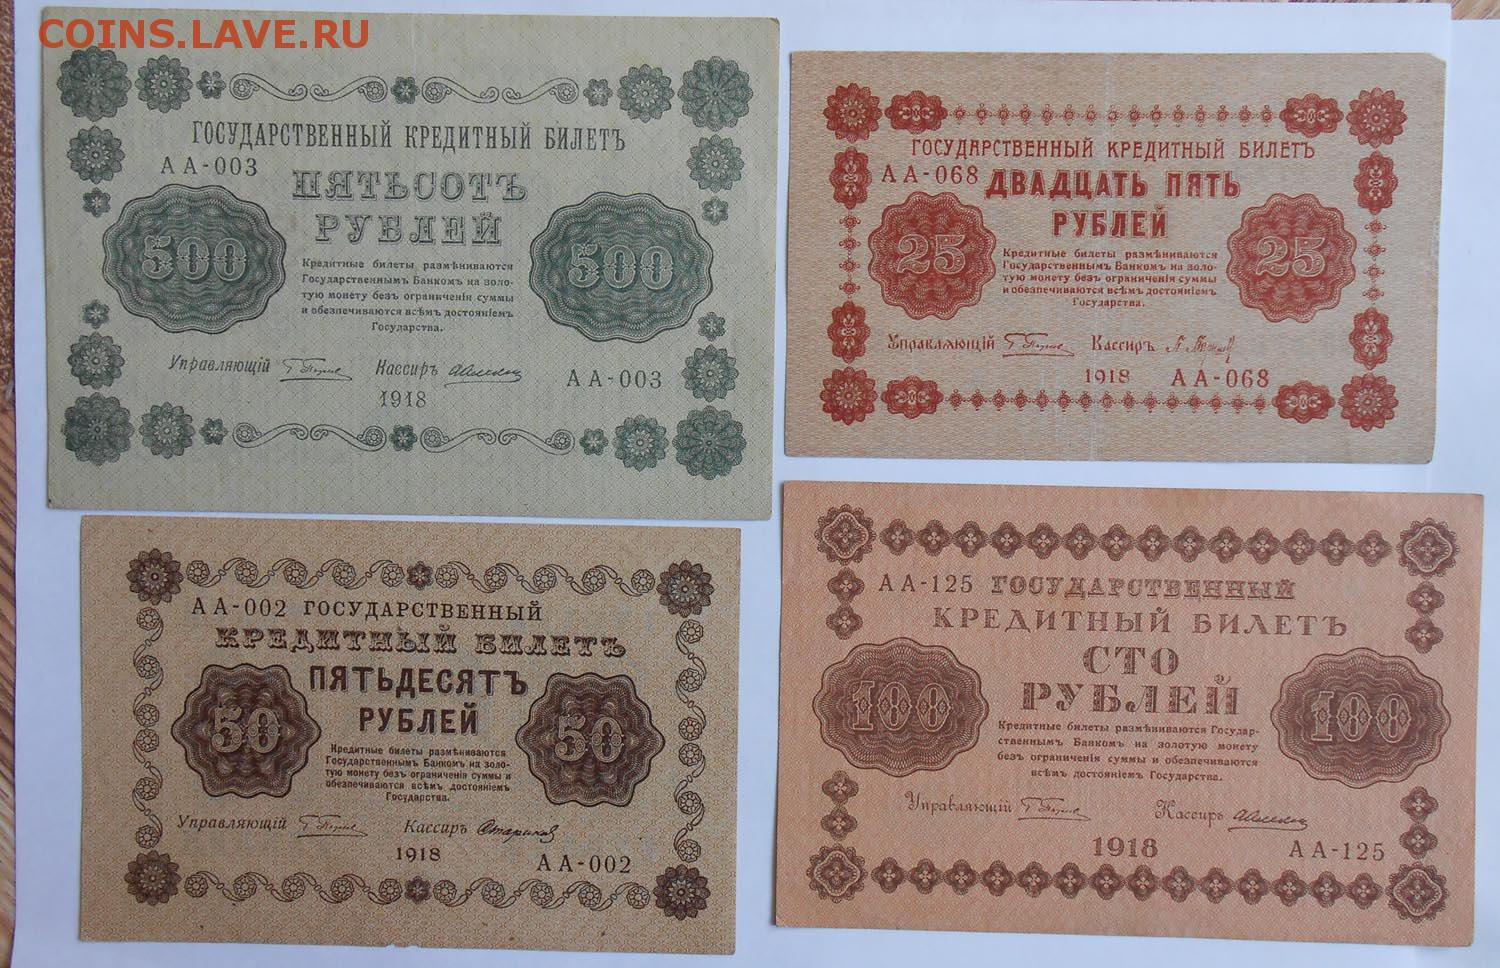 COINS.LAVE.RU
ГОСУДАРСТВЕННЫЙ КРЕДИТНЫЙ БИЛЕТЪ
АА-003
ПЯТЬСОТЪ
РУБЛЕЙ
500
500
Кредитные билеты размѣниваются
Государственнымъ Банкомъ на золо-
тую монету безъ ограниченія суммы
и обезпечиваются всѣмъ достояніемъ
Государства.
Управляющій
Кассиръ
АА-003
1918
ГОСУДАРСТВЕННЫЙ КРЕДИТНЫЙ БИЛЕТЪ
АА-068
ДВАДЦАТЬ ПЯТЬ
РУБЛЕЙ
25
25
Кредитные билеты размѣниваются
Государственнымъ Банкомъ на золо-
тую монету безъ ограниченія суммы
и обезпечиваются всѣмъ достояніемъ
Государства.
Управляющій
Кассиръ
1918 АА-068
АА-002 ГОСУДАРСТВЕННЫЙ
КРЕДИТНЫЙ БИЛЕТЪ
ПЯТЬДЕСЯТЪ
РУБЛЕЙ
50
50
Кредитные билеты размѣниваются
Государственнымъ Банкомъ на золо-
тую монету безъ ограниченія суммы и
обезпечиваются всѣмъ достояніемъ
Государства.
Управляющій
Кассиръ
1918
АА-002
АА-125 ГОСУДАРСТВЕННЫЙ
КРЕДИТНЫЙ БИЛЕТЪ
СТО
РУБЛЕЙ
100
100
Кредитные билеты размѣниваются Государ-
ственнымъ Банкомъ на золотую монету
безъ ограниченія суммы и обезпечиваются
всѣмъ достояніемъ Государства.
Управляющій
Кассиръ
1918
АА-125